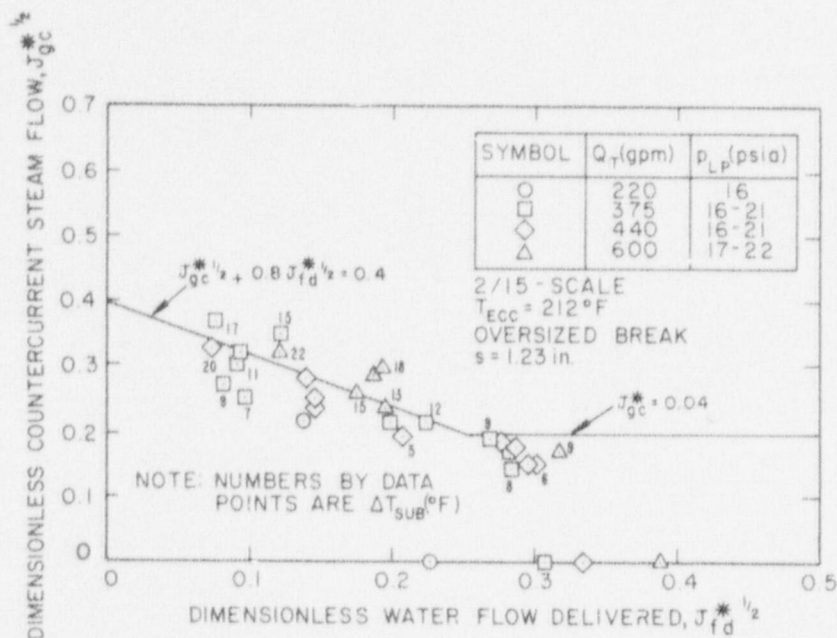 DIMENSIONLESS COUNTERCURRENT STEAM FLOW, J*gc^1/2
0.7
0.6
0.5
0.4
0.3
0.2
0.1
0
SYMBOL Q_T(gpm) P_LP(psia)
○ 220 16
□ 375 16-21
◇ 440 16-21
△ 600 17-22
2/15-SCALE
T_ECC = 212°F
OVERSIZED BREAK
s = 1.23 in.
J*gc^1/2 + 0.8 J*fd^1/2 = 0.4
J*gc = 0.04
17
15
22
20
11
9
7
18
15
13
12
5
9
8
6
9
NOTE: NUMBERS BY DATA
POINTS ARE ΔT_SUB(°F)
0 0.1 0.2 0.3 0.4 0.5
DIMENSIONLESS WATER FLOW DELIVERED, J*fd^1/2